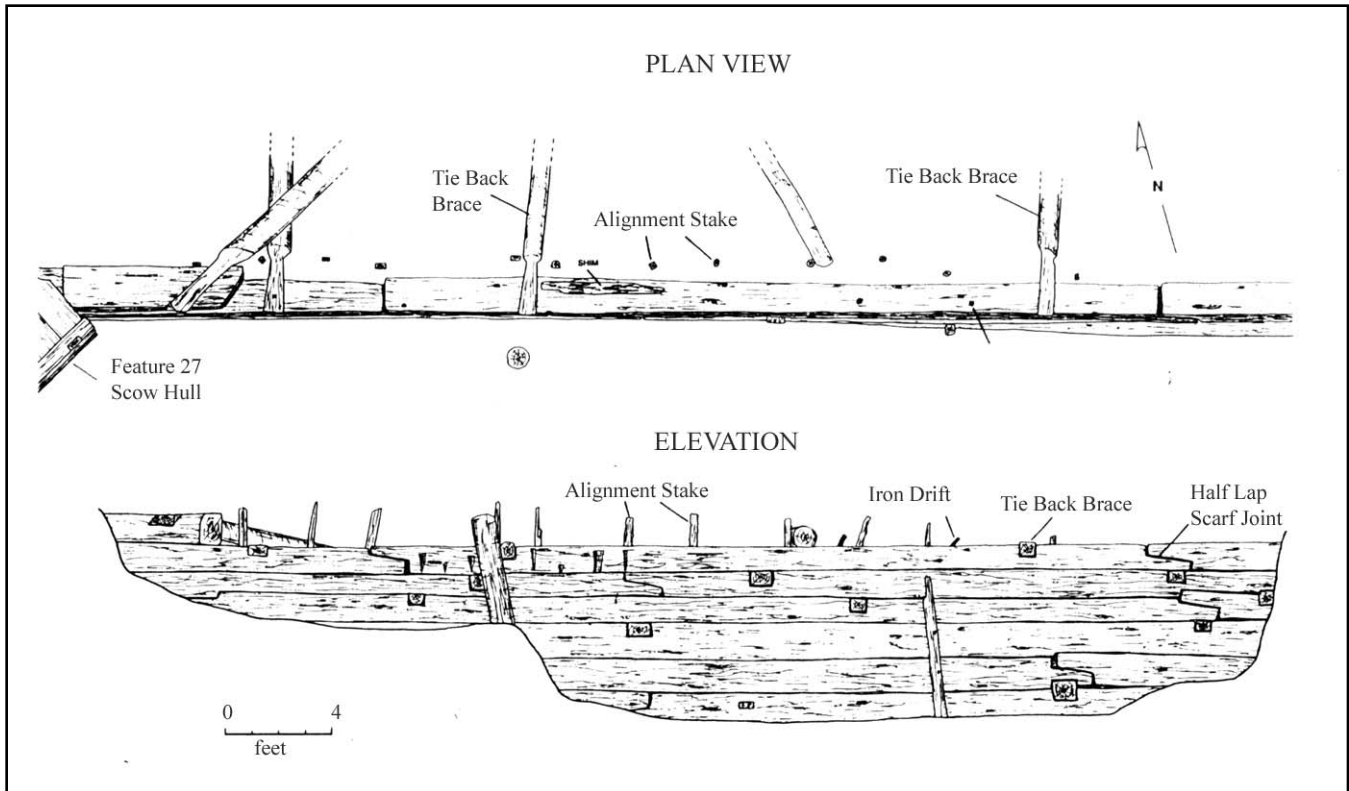 PLAN VIEW
Tie Back
Brace
Alignment Stake
Tie Back Brace
N
SHIM
Feature 27
Scow Hull
ELEVATION
Alignment Stake
Iron Drift
Tie Back Brace
Half Lap
Scarf Joint
0 4
feet